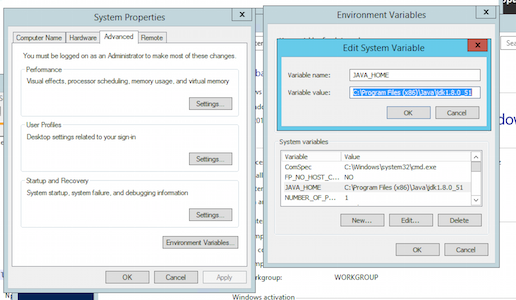 System Properties
Computer Name
Hardware
Advanced
Remote
You must be logged on as an Administrator to make most of these changes.
Performance
Visual effects, processor scheduling, memory usage, and virtual memory
Settings...
User Profiles
Desktop settings related to your sign-in
Settings...
Startup and Recovery
System startup, system failure, and debugging information
Settings...
Environment Variables...
OK
Cancel
Apply
Environment Variables
Edit System Variable
Variable name:
JAVA_HOME
Variable value:
C:\Program Files (x86)\Java\jdk1.8.0_51
OK
Cancel
System variables
Variable
Value
ComSpec
C:\Windows\system32\cmd.exe
FP_NO_HOST_C...
NO
JAVA_HOME
C:\Program Files (x86)\Java\jdk1.8.0_51
NUMBER_OF_P...
1
New...
Edit...
Delete
OK
Cancel
WORKGROUP
Windows activation